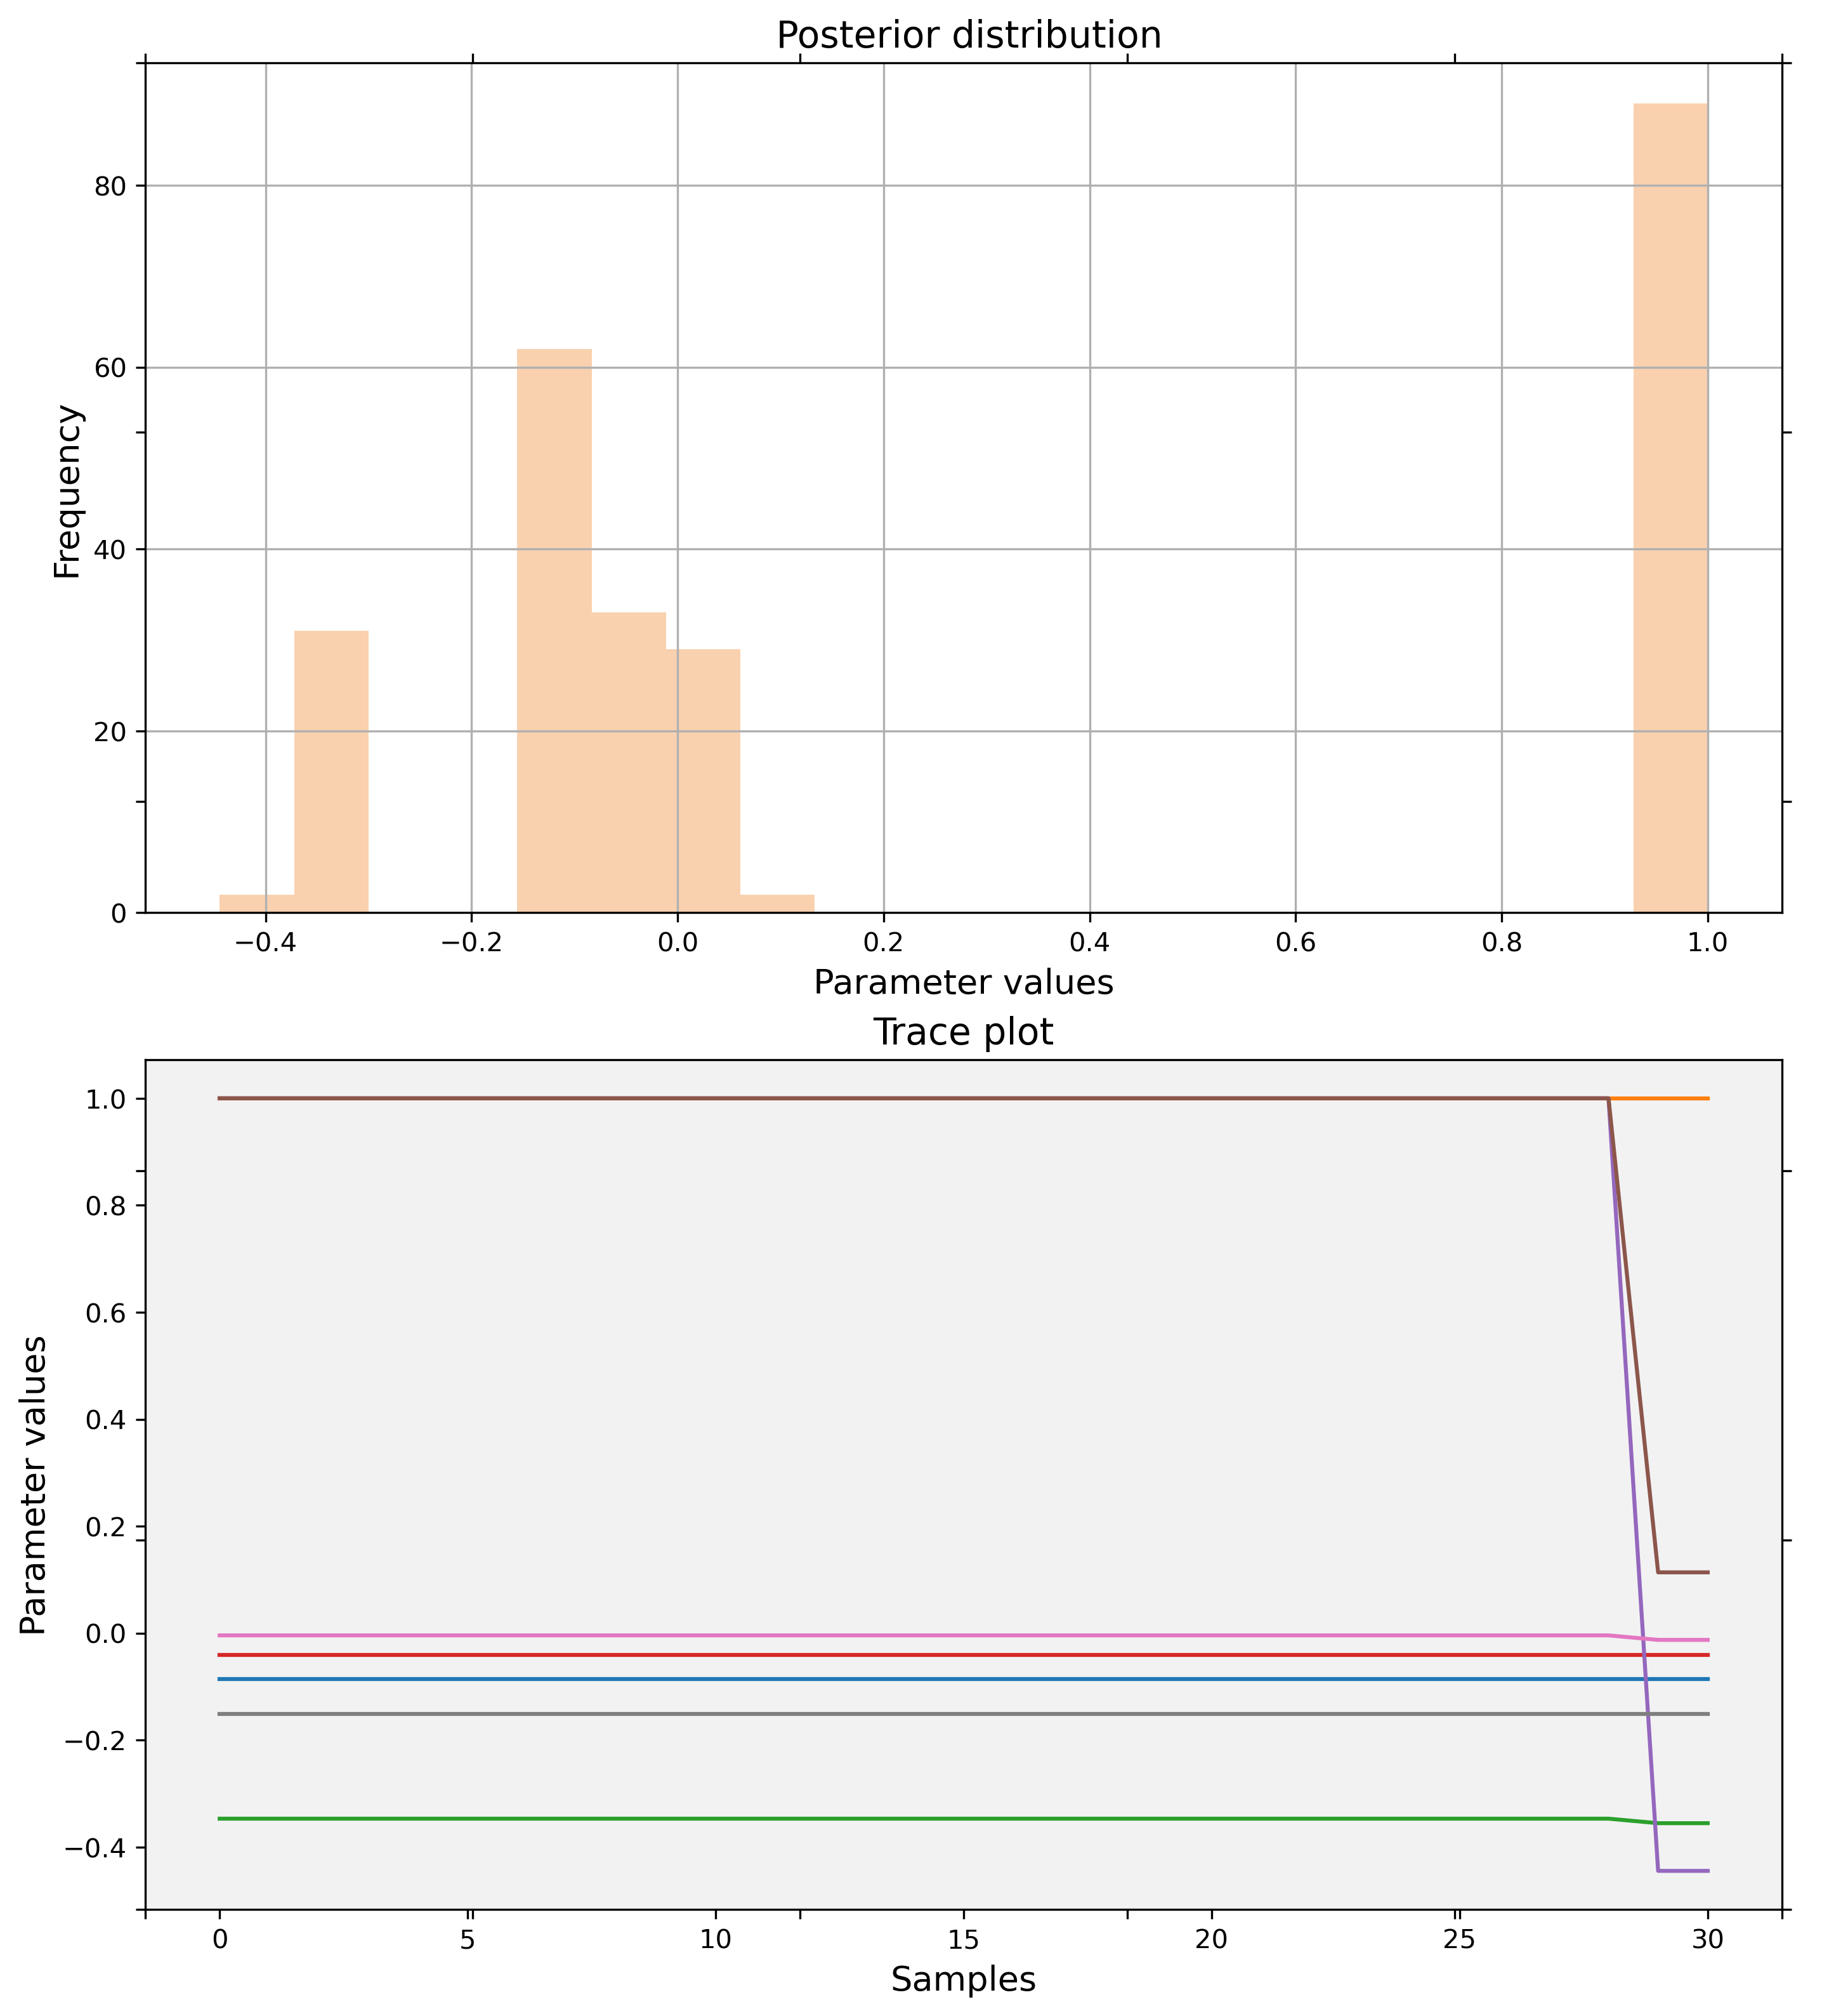 Posterior distribution
Frequency
80
60
40
20
0
−0.4 −0.2 0.0 0.2 0.4 0.6 0.8 1.0
Parameter values
Trace plot
Parameter values
1.0
0.8
0.6
0.4
0.2
0.0
−0.2
−0.4
0 5 10 15 20 25 30
Samples